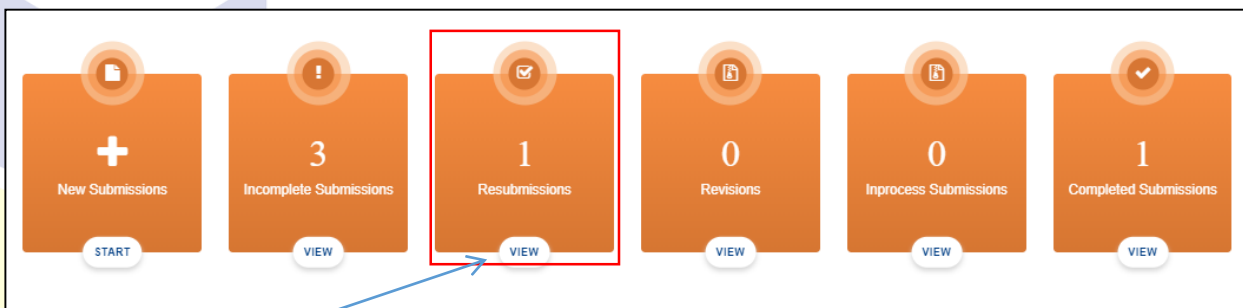 New Submissions
START
3
Incomplete Submissions
VIEW
1
Resubmissions
VIEW
0
Revisions
VIEW
0
Inprocess Submissions
VIEW
1
Completed Submissions
VIEW